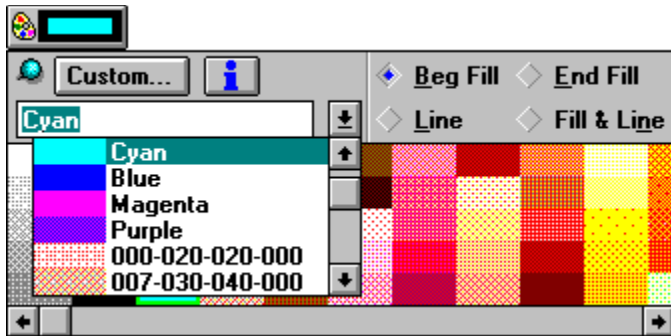 Custom... i
Beg Fill End Fill
Cyan
Line Fill & Line
Cyan
Blue
Magenta
Purple
000-020-020-000
007-030-040-000